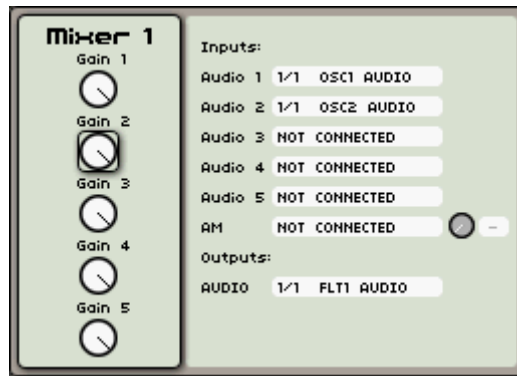 Mixer 1
Gain 1
Gain 2
Gain 3
Gain 4
Gain 5
Inputs:
Audio 1 1/1 OSC1 AUDIO
Audio 2 1/1 OSC2 AUDIO
Audio 3 NOT CONNECTED
Audio 4 NOT CONNECTED
Audio 5 NOT CONNECTED
AM NOT CONNECTED -
Outputs:
AUDIO 1/1 FLT1 AUDIO